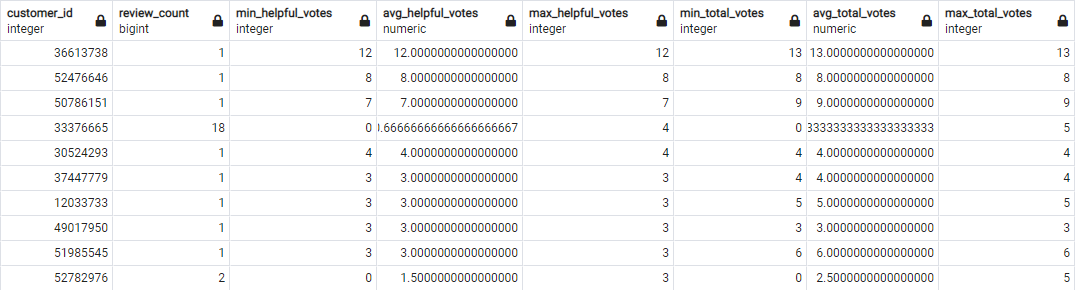 customer_id review_count min_helpful_votes avg_helpful_votes max_helpful_votes min_total_votes avg_total_votes max_total_votes
integer bigint integer numeric integer integer numeric integer
36613738 1 12 12.0000000000000000 12 13 13.0000000000000000 13
52476646 1 8 8.0000000000000000 8 8 8.0000000000000000 8
50786151 1 7 7.0000000000000000 7 9 9.0000000000000000 9
33376665 18 0 .66666666666666666667 4 0 3333333333333333333 5
30524293 1 4 4.0000000000000000 4 4 4.0000000000000000 4
37447779 1 3 3.0000000000000000 3 4 4.0000000000000000 4
12033733 1 3 3.0000000000000000 3 5 5.0000000000000000 5
49017950 1 3 3.0000000000000000 3 3 3.0000000000000000 3
51985545 1 3 3.0000000000000000 3 6 6.0000000000000000 6
52782976 2 0 1.5000000000000000 3 0 2.5000000000000000 5